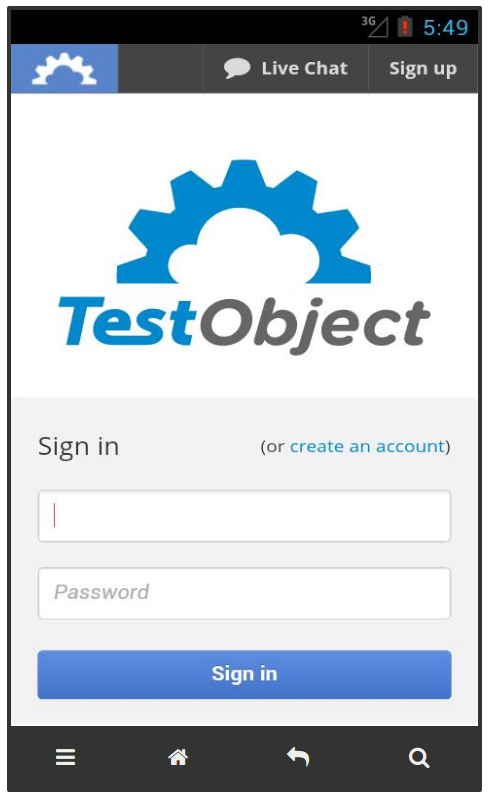 3G 5:49
Live Chat Sign up
TestObject
Sign in (or create an account)
Password
Sign in